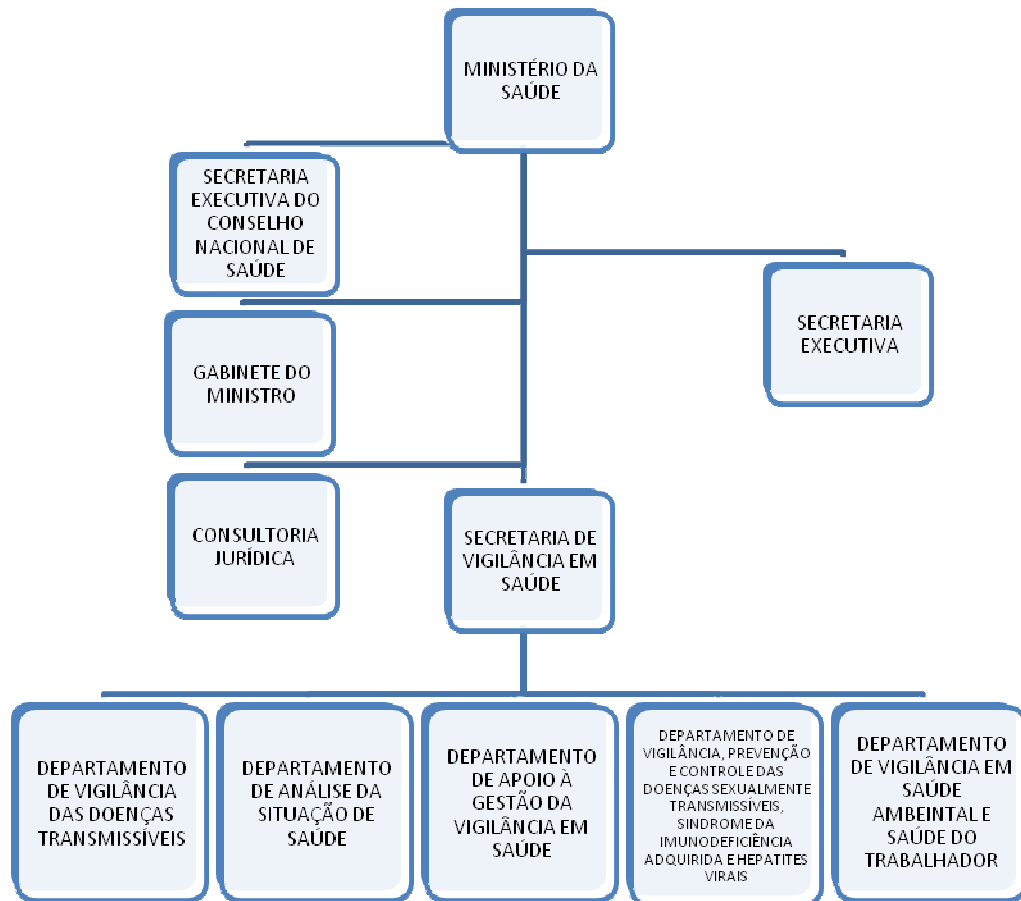 MINISTÉRIO DA
SAÚDE
SECRETARIA
EXECUTIVA DO
CONSELHO
NACIONAL DE
SAÚDE
SECRETARIA
EXECUTIVA
GABINETE DO
MINISTRO
CONSULTORIA
JURÍDICA
SECRETARIA DE
VIGILÂNCIA EM
SAÚDE
DEPARTAMENTO
DE VIGILÂNCIA
DAS DOENÇAS
TRANSMISSÍVEIS
DEPARTAMENTO
DE ANÁLISE DA
SITUAÇÃO DE
SAÚDE
DEPARTAMENTO
DE APOIO À
GESTÃO DA
VIGILÂNCIA EM
SAÚDE
DEPARTAMENTO DE
VIGILÂNCIA, PREVENÇÃO
E CONTROLE DAS
DOENÇAS SEXUALMENTE
TRANSMISSÍVEIS,
SINDROME DA
IMUNODEFICIÊNCIA
ADQUIRIDA E HEPATITES
VIRAIS
DEPARTAMENTO
DE VIGILÂNCIA EM
SAÚDE
AMBEINTAL E
SAÚDE DO
TRABALHADOR